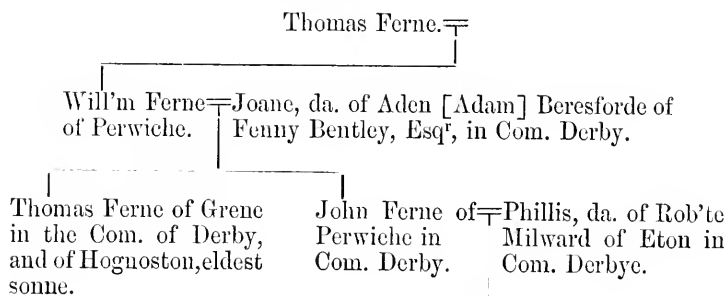 Thomas Ferne.
Will'm Ferne Joane, da. of Aden [Adam] Beresforde of
of Perwiche. Fenny Bentley, Esqr, in Com. Derby.
Thomas Ferne of Grene
in the Com. of Derby,
and of Hognoston, eldest
sonne.
John Ferne of
Perwiche in
Com. Derby.
Phillis, da. of Rob'te
Milward of Eton in
Com. Derbye.